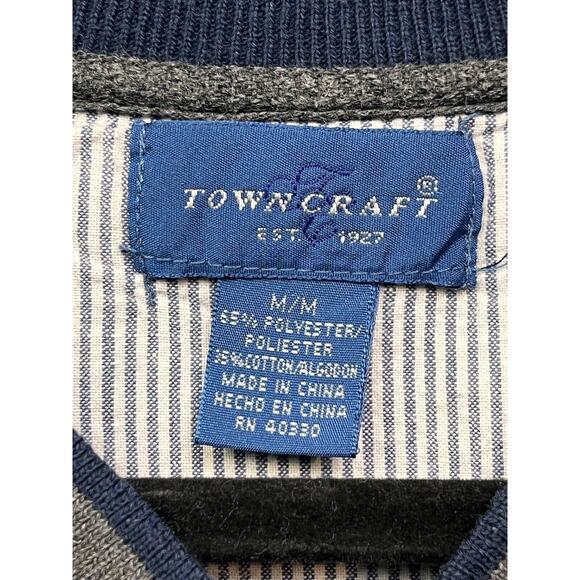 TOWNCRAFT®
EST. 1927
M/M
65% POLYESTER/
POLIESTER
35%COTTON/ALGODON
MADE IN CHINA
HECHO EN CHINA
RN 40330